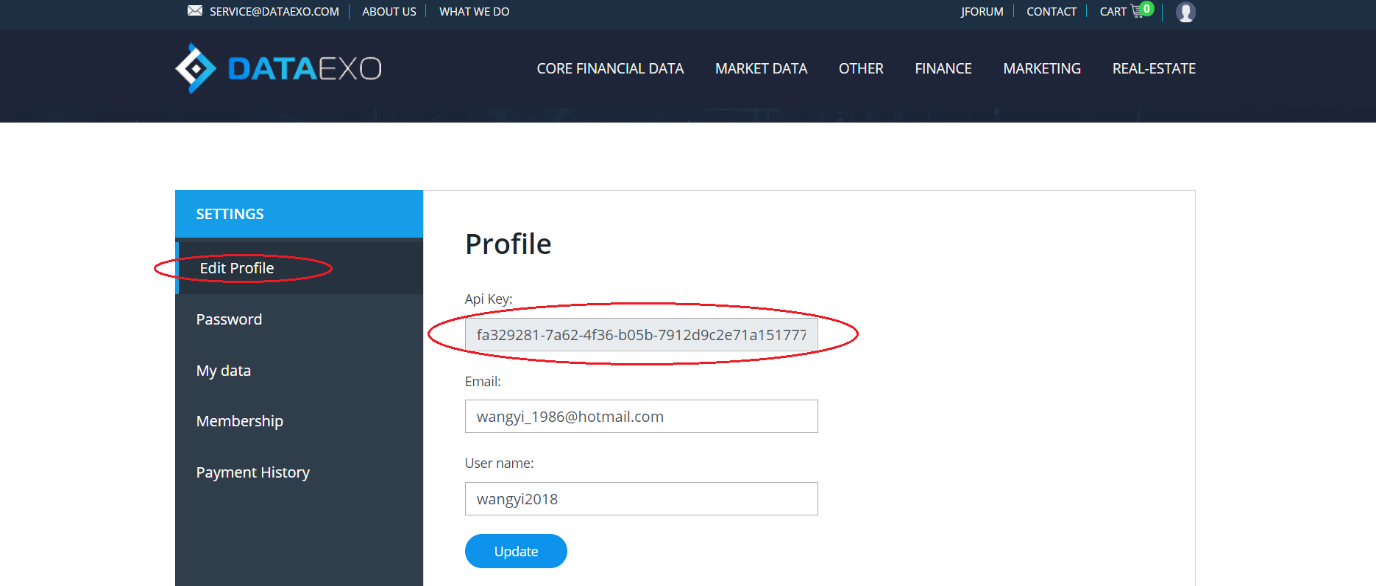 SERVICE@DATAEXO.COM ABOUT US WHAT WE DO JFORUM CONTACT CART 0
DATAEXO CORE FINANCIAL DATA MARKET DATA OTHER FINANCE MARKETING REAL-ESTATE
SETTINGS
Edit Profile
Password
My data
Membership
Payment History
Profile
Api Key:
fa329281-7a62-4f36-b05b-7912d9c2e71a151777
Email:
wangyi_1986@hotmail.com
User name:
wangyi2018
Update